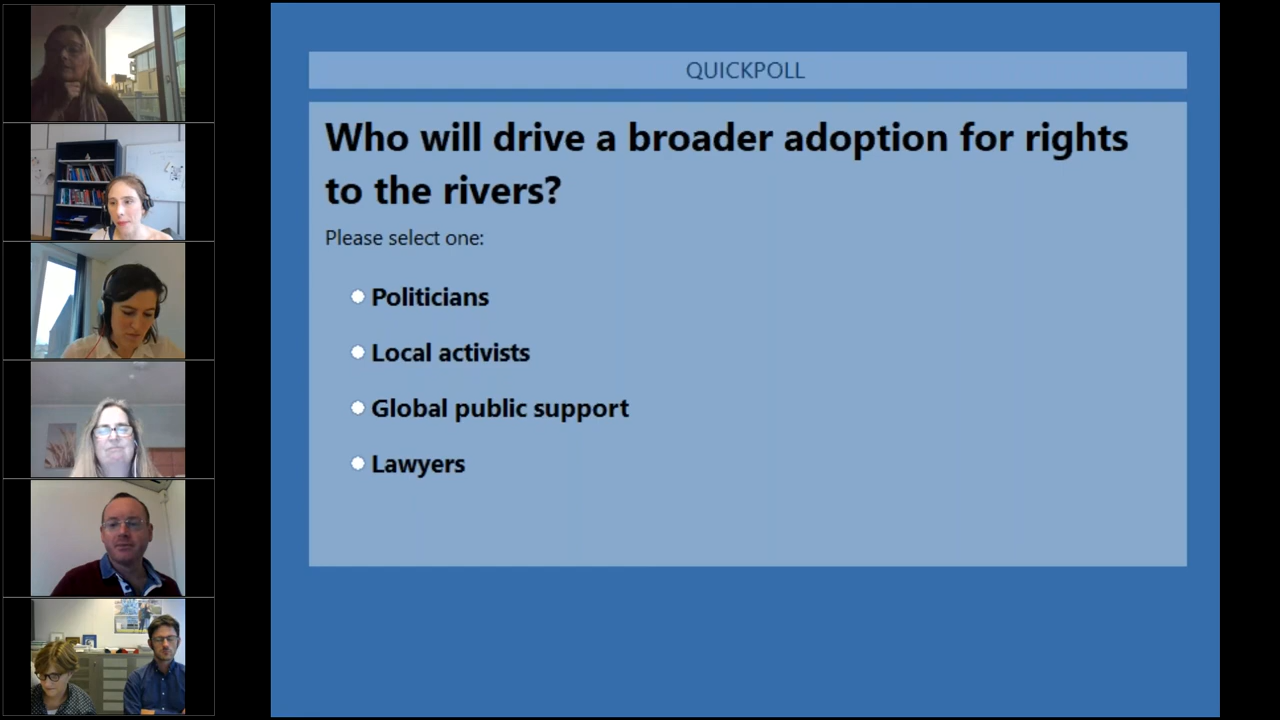 QUICKPOLL
Who will drive a broader adoption for rights
to the rivers?
Please select one:
Politicians
Local activists
Global public support
Lawyers